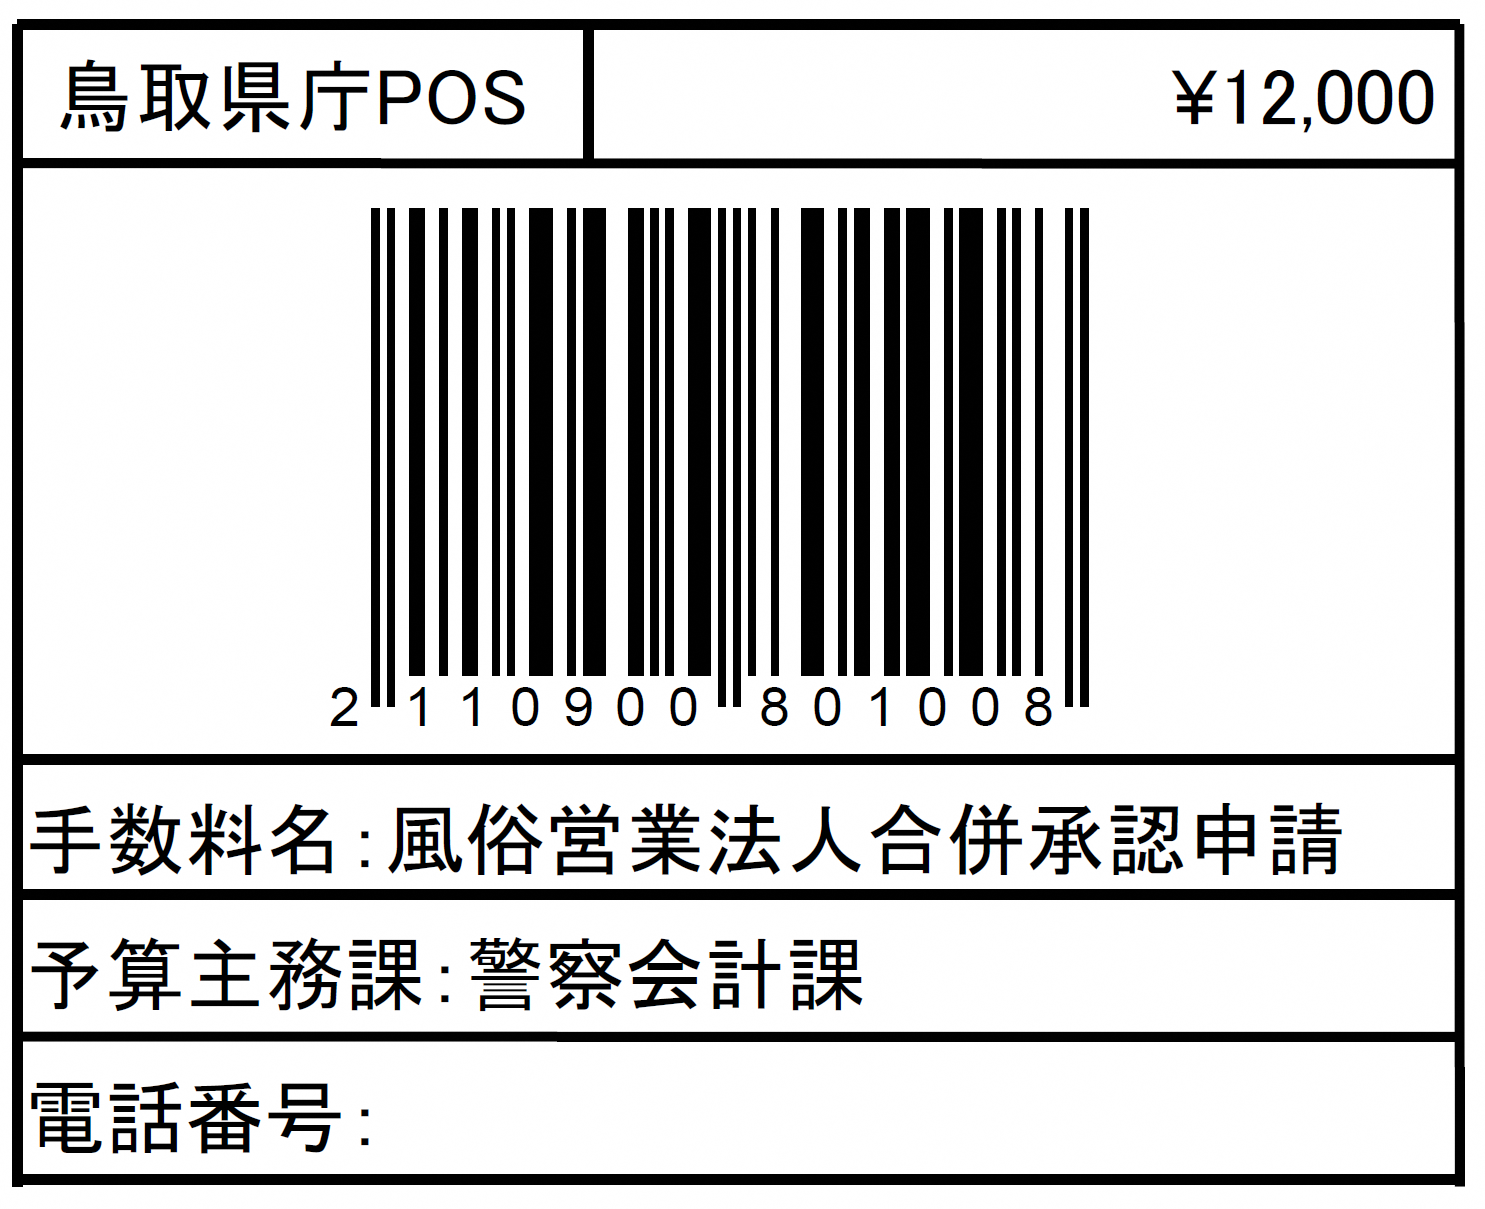 鳥取県庁POS
¥12,000
2 110900 801008
手数料名:風俗営業法人合併承認申請
予算主務課:警察会計課
電話番号: